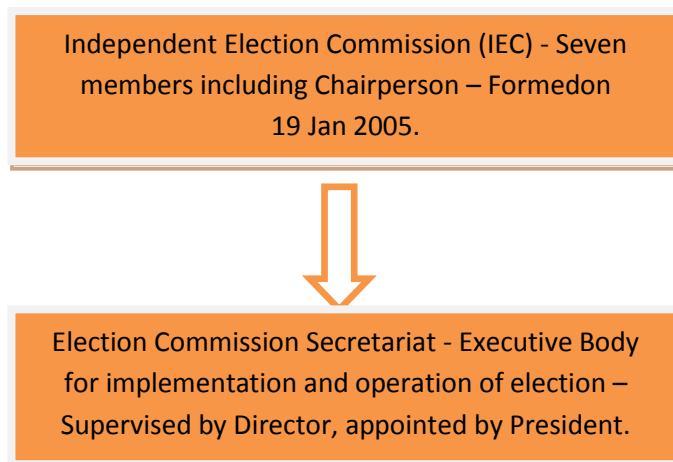 Independent Election Commission (IEC) - Seven
members including Chairperson – Formedon
19 Jan 2005.
Election Commission Secretariat - Executive Body
for implementation and operation of election –
Supervised by Director, appointed by President.